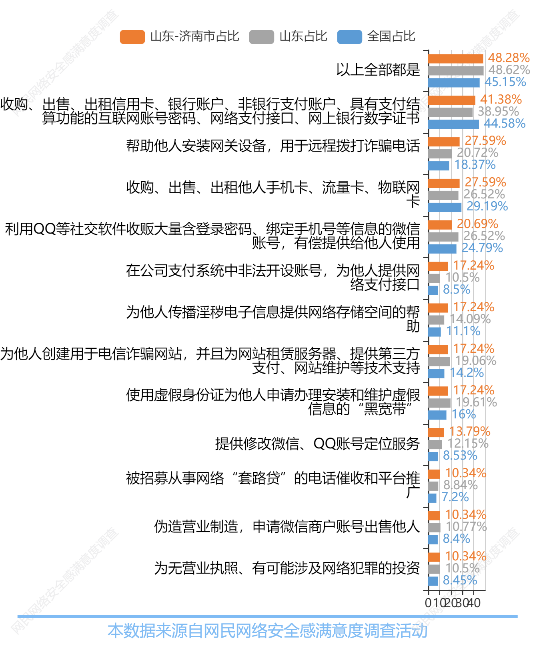 山东-济南市占比 山东占比 全国占比
以上全部都是
48.28%
48.62%
45.15%
收购、出售、出租信用卡、银行账户、非银行支付账户、具有支付结
算功能的互联网账号密码、网络支付接口、网上银行数字证书
41.38%
38.95%
44.58%
帮助他人安装网关设备，用于远程拨打诈骗电话
27.59%
20.72%
18.37%
收购、出售、出租他人手机卡、流量卡、物联网
卡
27.59%
26.52%
29.19%
利用QQ等社交软件收贩大量含登录密码、绑定手机号等信息的微信
账号，有偿提供给他人使用
20.69%
26.52%
24.79%
在公司支付系统中非法开设账号，为他人提供网
络支付接口
17.24%
10.5%
8.5%
为他人传播淫秽电子信息提供网络存储空间的帮
助
17.24%
14.09%
11.1%
为他人创建用于电信诈骗网站，并且为网站租赁服务器、提供第三方
支付、网站维护等技术支持
17.24%
19.06%
14.2%
使用虚假身份证为他人申请办理安装和维护虚假
信息的“黑宽带”
17.24%
19.61%
16%
提供修改微信、QQ账号定位服务
13.79%
12.15%
8.53%
被招募从事网络“套路贷”的电话催收和平台推
广
10.34%
8.84%
7.2%
伪造营业制造，申请微信商户账号出售他人
10.34%
10.77%
8.4%
为无营业执照、有可能涉及网络犯罪的投资
10.34%
10.5%
8.45%
0 10 20 30 40
本数据来源自网民网络安全感满意度调查活动